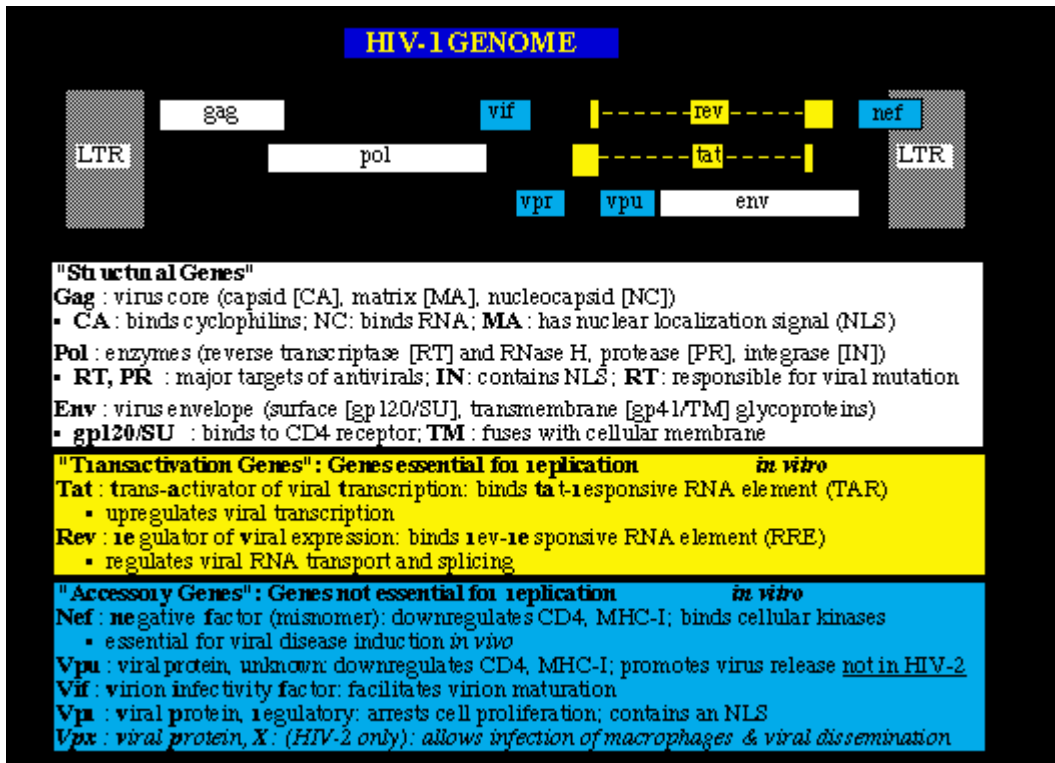 HIV-1 GENOME
gag vif rev nef
LTR pol tat LTR
vpr vpu env
"Structural Genes"
Gag : virus core (capsid [CA], matrix [MA], nucleocapsid [NC])
▪ CA : binds cyclophilins; NC: binds RNA; MA : has nuclear localization signal (NLS)
Pol : enzymes (reverse transcriptase [RT] and RNase H, protease [PR], integrase [IN])
▪ RT, PR : major targets of antivirals; IN: contains NLS ; RT: responsible for viral mutation
Env : virus envelope (surface [gp120/SU], transmembrane [gp41/TM] glycoproteins)
▪ gp120/SU : binds to CD4 receptor; TM : fuses with cellular membrane
"Transactivation Genes": Genes essential for replication in vitro
Tat : trans-activator of viral transcription: binds tat-responsive RNA element (TAR)
▪ upregulates viral transcription
Rev : regulator of viral expression: binds rev-responsive RNA element (RRE)
▪ regulates viral RNA transport and splicing
"Accessory Genes": Genes not essential for replication in vitro
Nef : negative factor (misnomer): downregulates CD4, MHC-I; binds cellular kinases
▪ essential for viral disease induction in vivo
Vpu : viral protein, unknown: downregulates CD4, MHC-I; promotes virus release not in HIV-2
Vif : virion infectivity factor: facilitates virion maturation
Vpr : viral protein, regulatory: arrests cell proliferation; contains an NLS
Vpx : viral protein, X : (HIV-2 only): allows infection of macrophages & viral dissemination